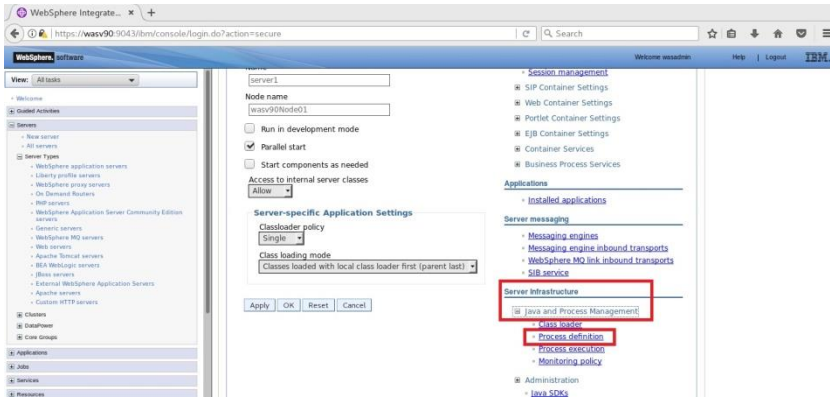 WebSphere Integrate... × +
https://wasv90:9043/ibm/console/login.do?action=secure
Search
WebSphere. software
Welcome wasadmin
Help | Logout
IBM.
View: All tasks
Welcome
Guided Activities
Servers
New server
All servers
Server Types
WebSphere application servers
Liberty profile servers
WebSphere proxy servers
On Demand Routers
PHP servers
WebSphere Application Server Community Edition
servers
Generic servers
WebSphere MQ servers
Web servers
Apache Tomcat servers
BEA WebLogic servers
JBoss servers
External WebSphere Application Servers
Apache servers
Custom HTTP servers
Clusters
DataPower
Core Groups
Applications
Jobs
Services
Resources
Name
server1
Node name
wasv90Node01
Run in development mode
Parallel start
Start components as needed
Access to internal server classes
Allow
Server-specific Application Settings
Classloader policy
Single
Class loading mode
Classes loaded with local class loader first (parent last)
Apply OK Reset Cancel
Session management
SIP Container Settings
Web Container Settings
Portlet Container Settings
EJB Container Settings
Container Services
Business Process Services
Applications
Installed applications
Server messaging
Messaging engines
Messaging engine inbound transports
WebSphere MQ link inbound transports
SIB service
Server Infrastructure
Java and Process Management
Class loader
Process definition
Process execution
Monitoring policy
Administration
Java SDKs